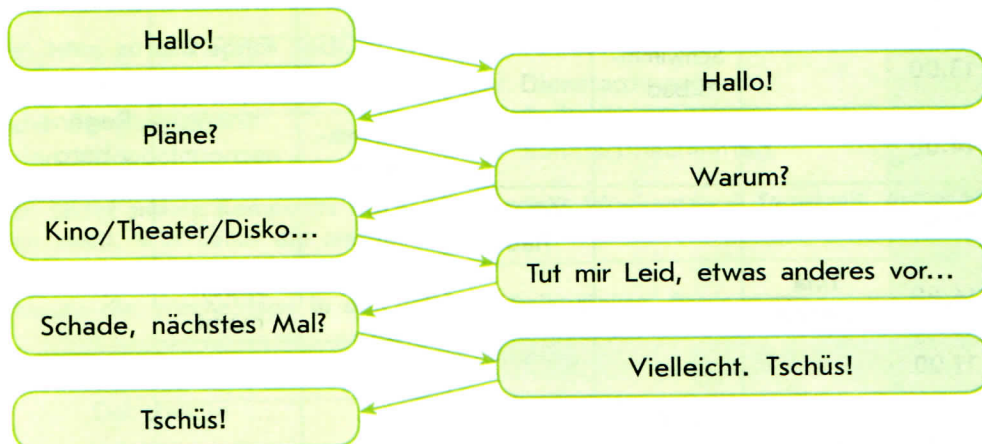 Hallo!
Hallo!
Pläne?
Warum?
Kino/Theater/Disko...
Tut mir Leid, etwas anderes vor...
Schade, nächstes Mal?
Vielleicht. Tschüs!
Tschüs!